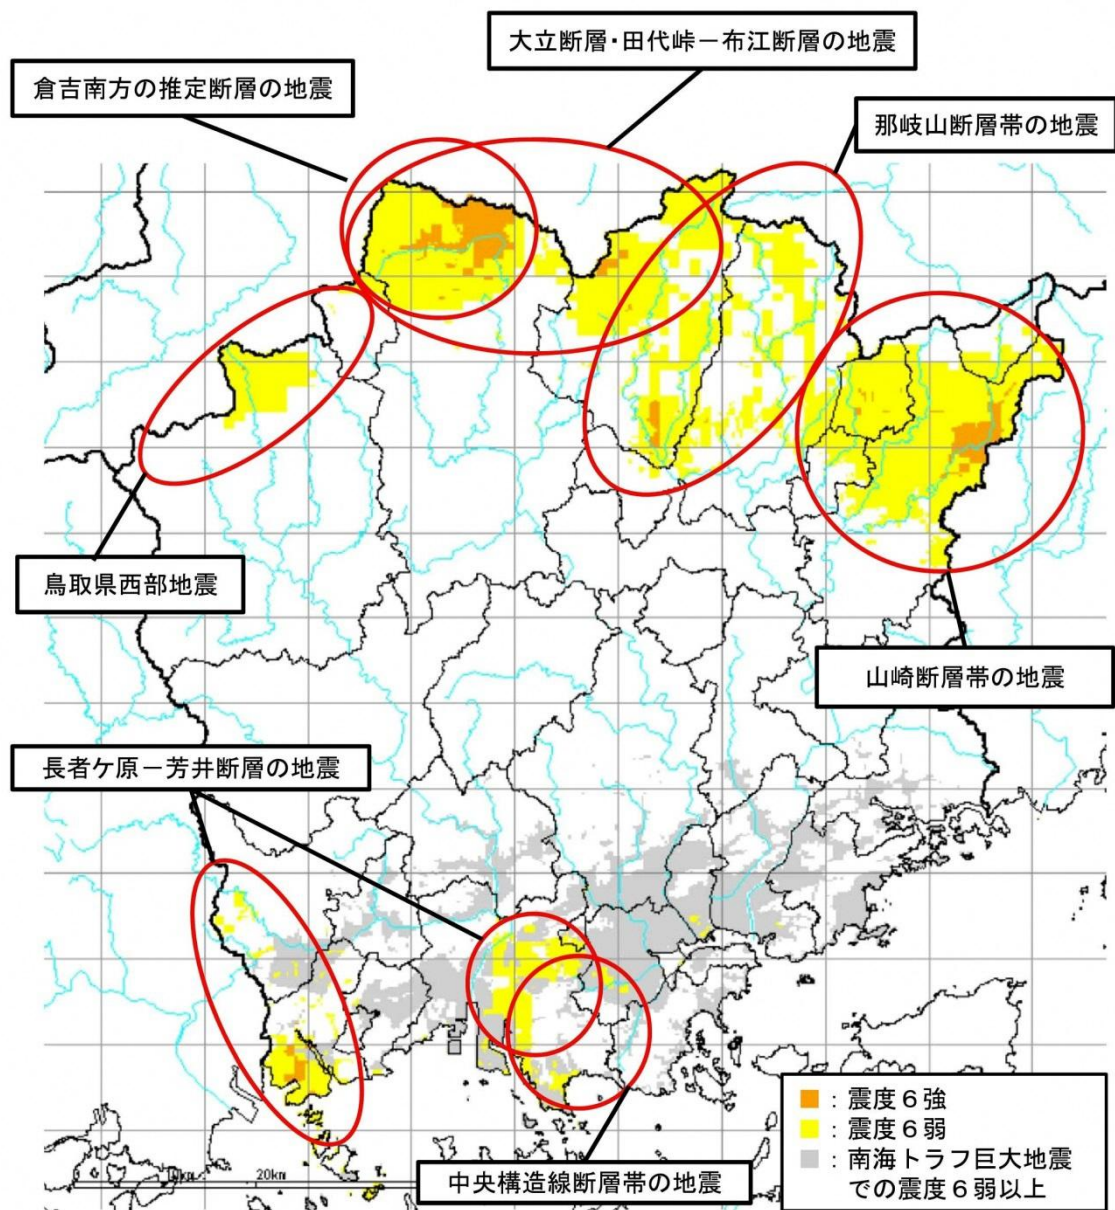 大立断層・田代峠－布江断層の地震
倉吉南方の推定断層の地震
那岐山断層帯の地震
鳥取県西部地震
山崎断層帯の地震
長者ケ原－芳井断層の地震
中央構造線断層帯の地震
：震度６強
：震度６弱
：南海トラフ巨大地震
での震度６弱以上
20km